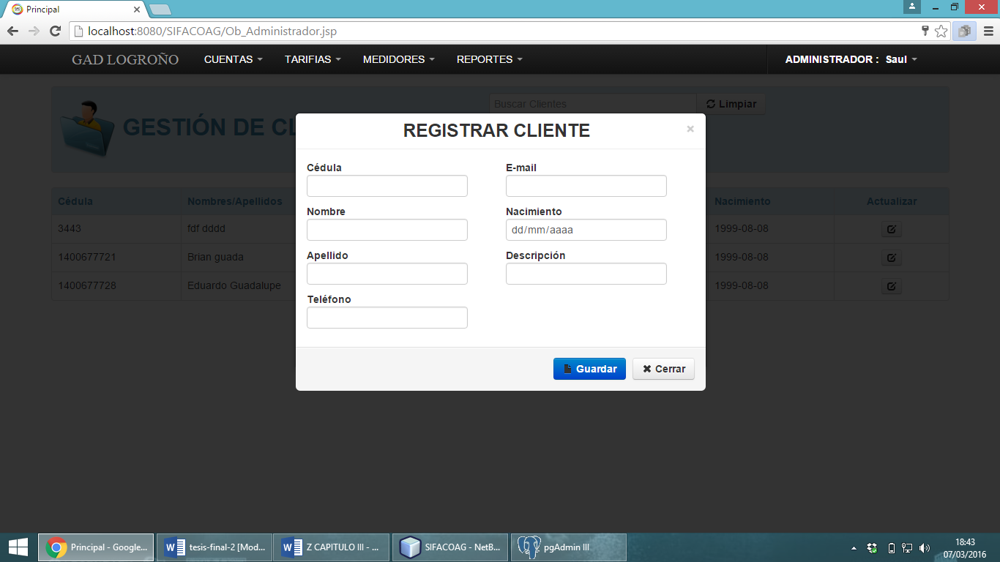 Principal
localhost:8080/SIFACOAG/Ob_Administrador.jsp
GAD LOGROÑO CUENTAS TARIFIAS MEDIDORES REPORTES ADMINISTRADOR : Saul
Buscar Clientes Limpiar
GESTIÓN DE CL
REGISTRAR CLIENTE ×
Cédula E-mail
Nombre Nacimiento
dd/mm/aaaa
Apellido Descripción
Teléfono
Guardar Cerrar
Cédula Nombres/Apellidos Nacimiento Actualizar
3443 fdf dddd 1999-08-08
1400677721 Brian guada 1999-08-08
1400677728 Eduardo Guadalupe 1999-08-08
Principal - Google... tesis-final-2 [Mod... Z CAPITULO III - ... SIFACOAG - NetB... pgAdmin III 18:43
07/03/2016